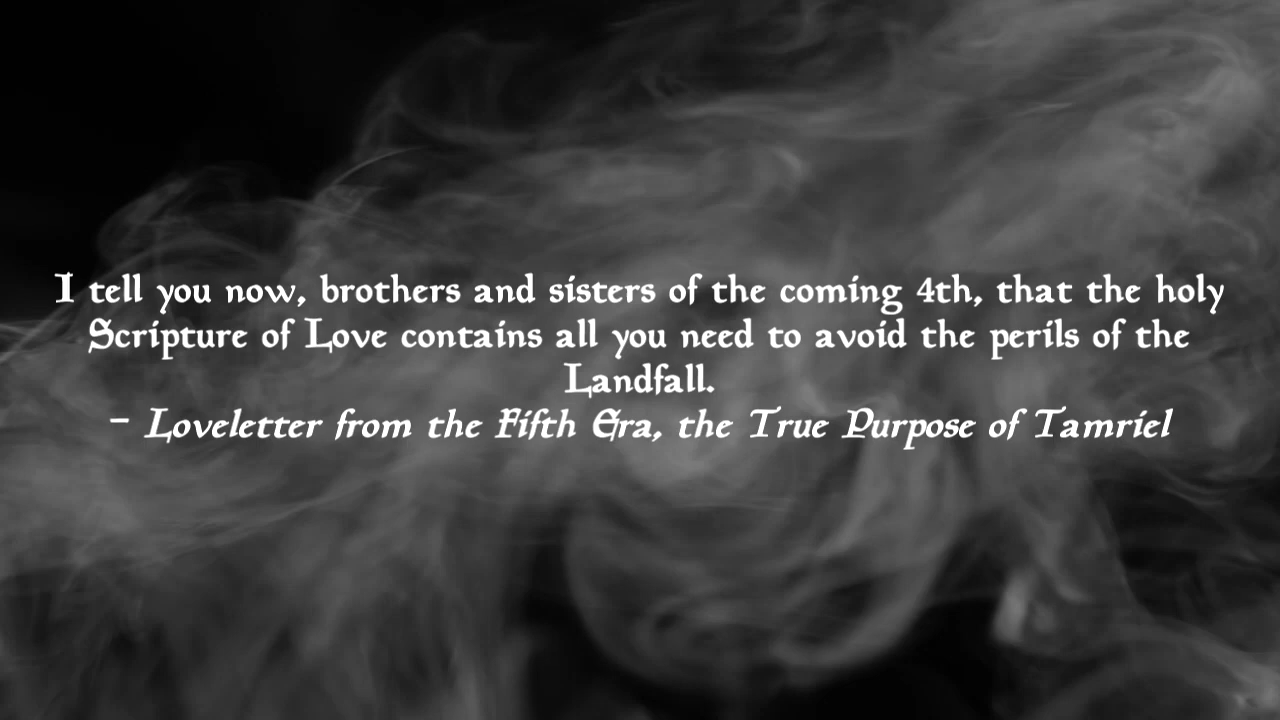 I tell you now, brothers and sisters of the coming 4th, that the holy
Scripture of Love contains all you need to avoid the perils of the
Landfall.
- Loveletter from the Fifth Era, the True Purpose of Tamriel